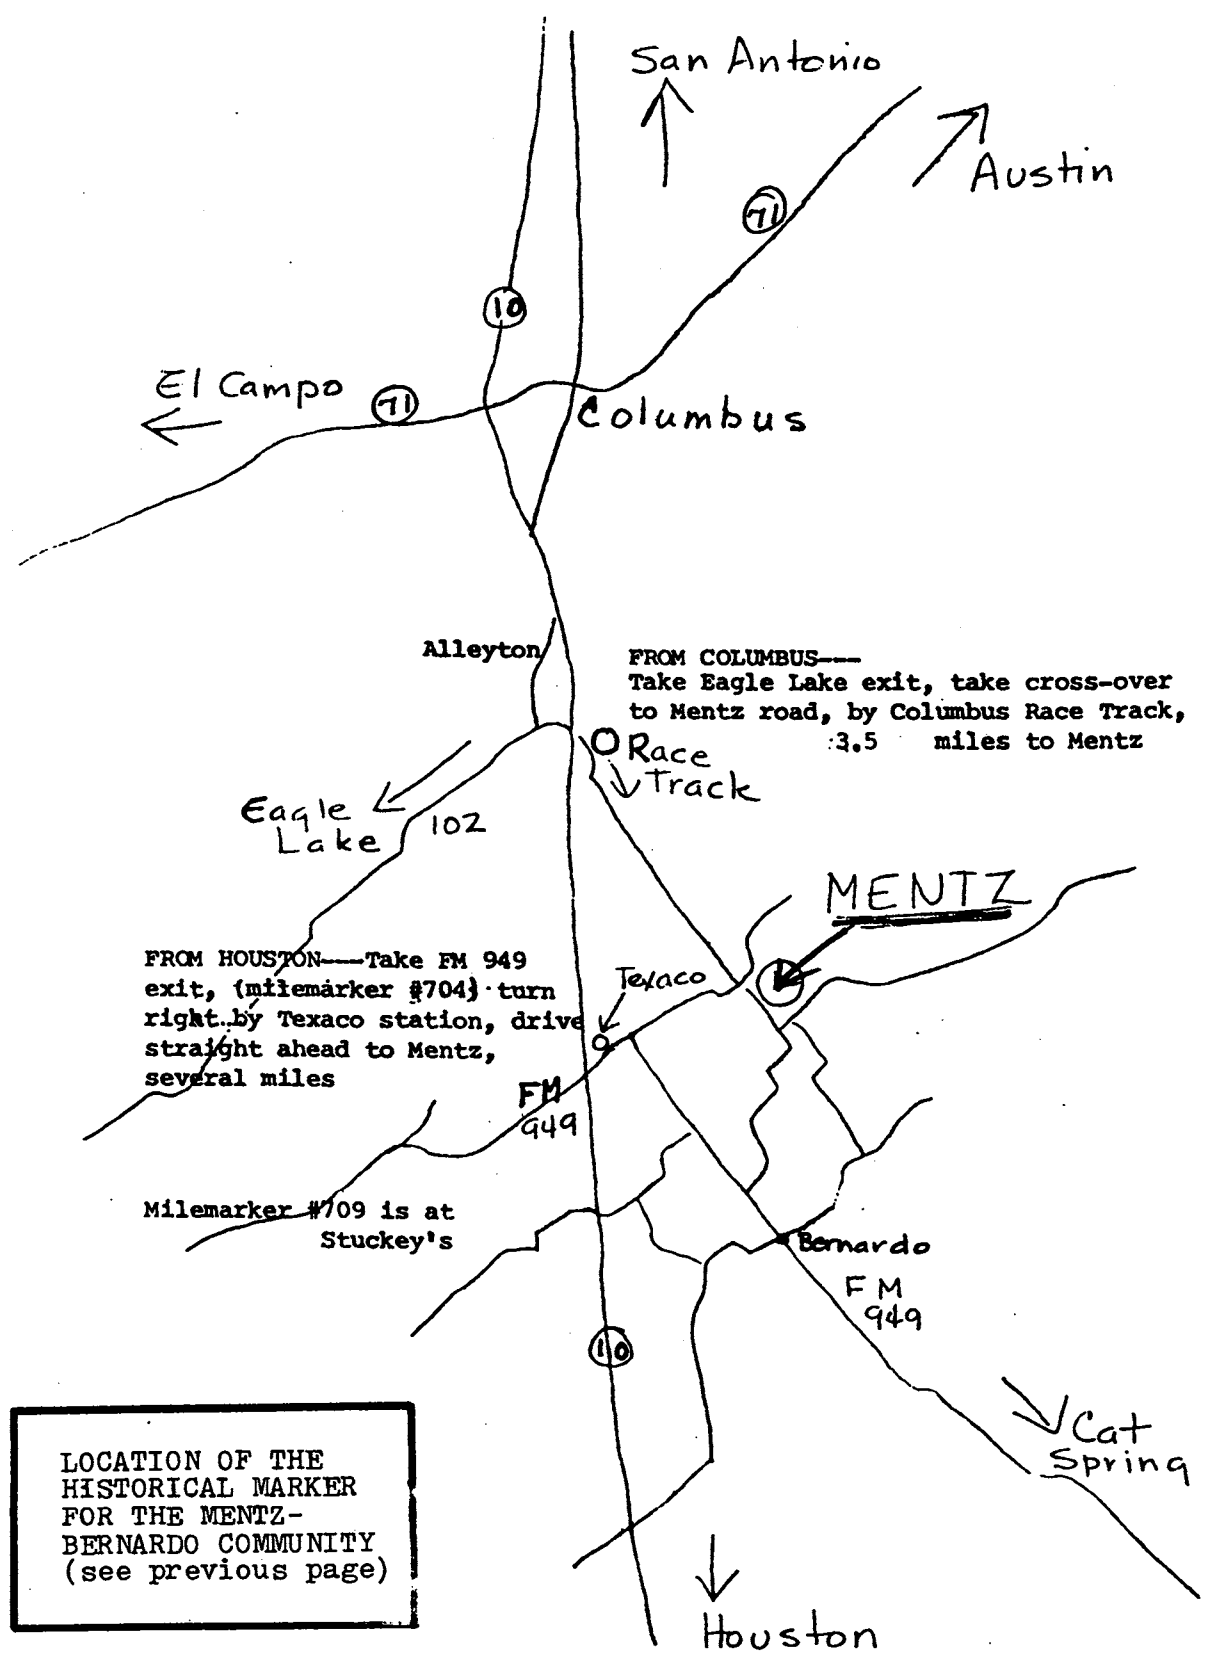 San Antonio
Austin
71
10
El Campo
71
Columbus
Alleyton
FROM COLUMBUS---
Take Eagle Lake exit, take cross-over
to Mentz road, by Columbus Race Track,
3.5 miles to Mentz
Race
Track
Eagle
Lake
102
MENTZ
FROM HOUSTON---Take FM 949
exit, (milemarker #704) turn
right by Texaco station, drive
straight ahead to Mentz,
several miles
Texaco
FM
949
Milemarker #709 is at
Stuckey's
Bernardo
FM
949
10
Cat
Spring
LOCATION OF THE
HISTORICAL MARKER
FOR THE MENTZ-
BERNARDO COMMUNITY
(see previous page)
Houston